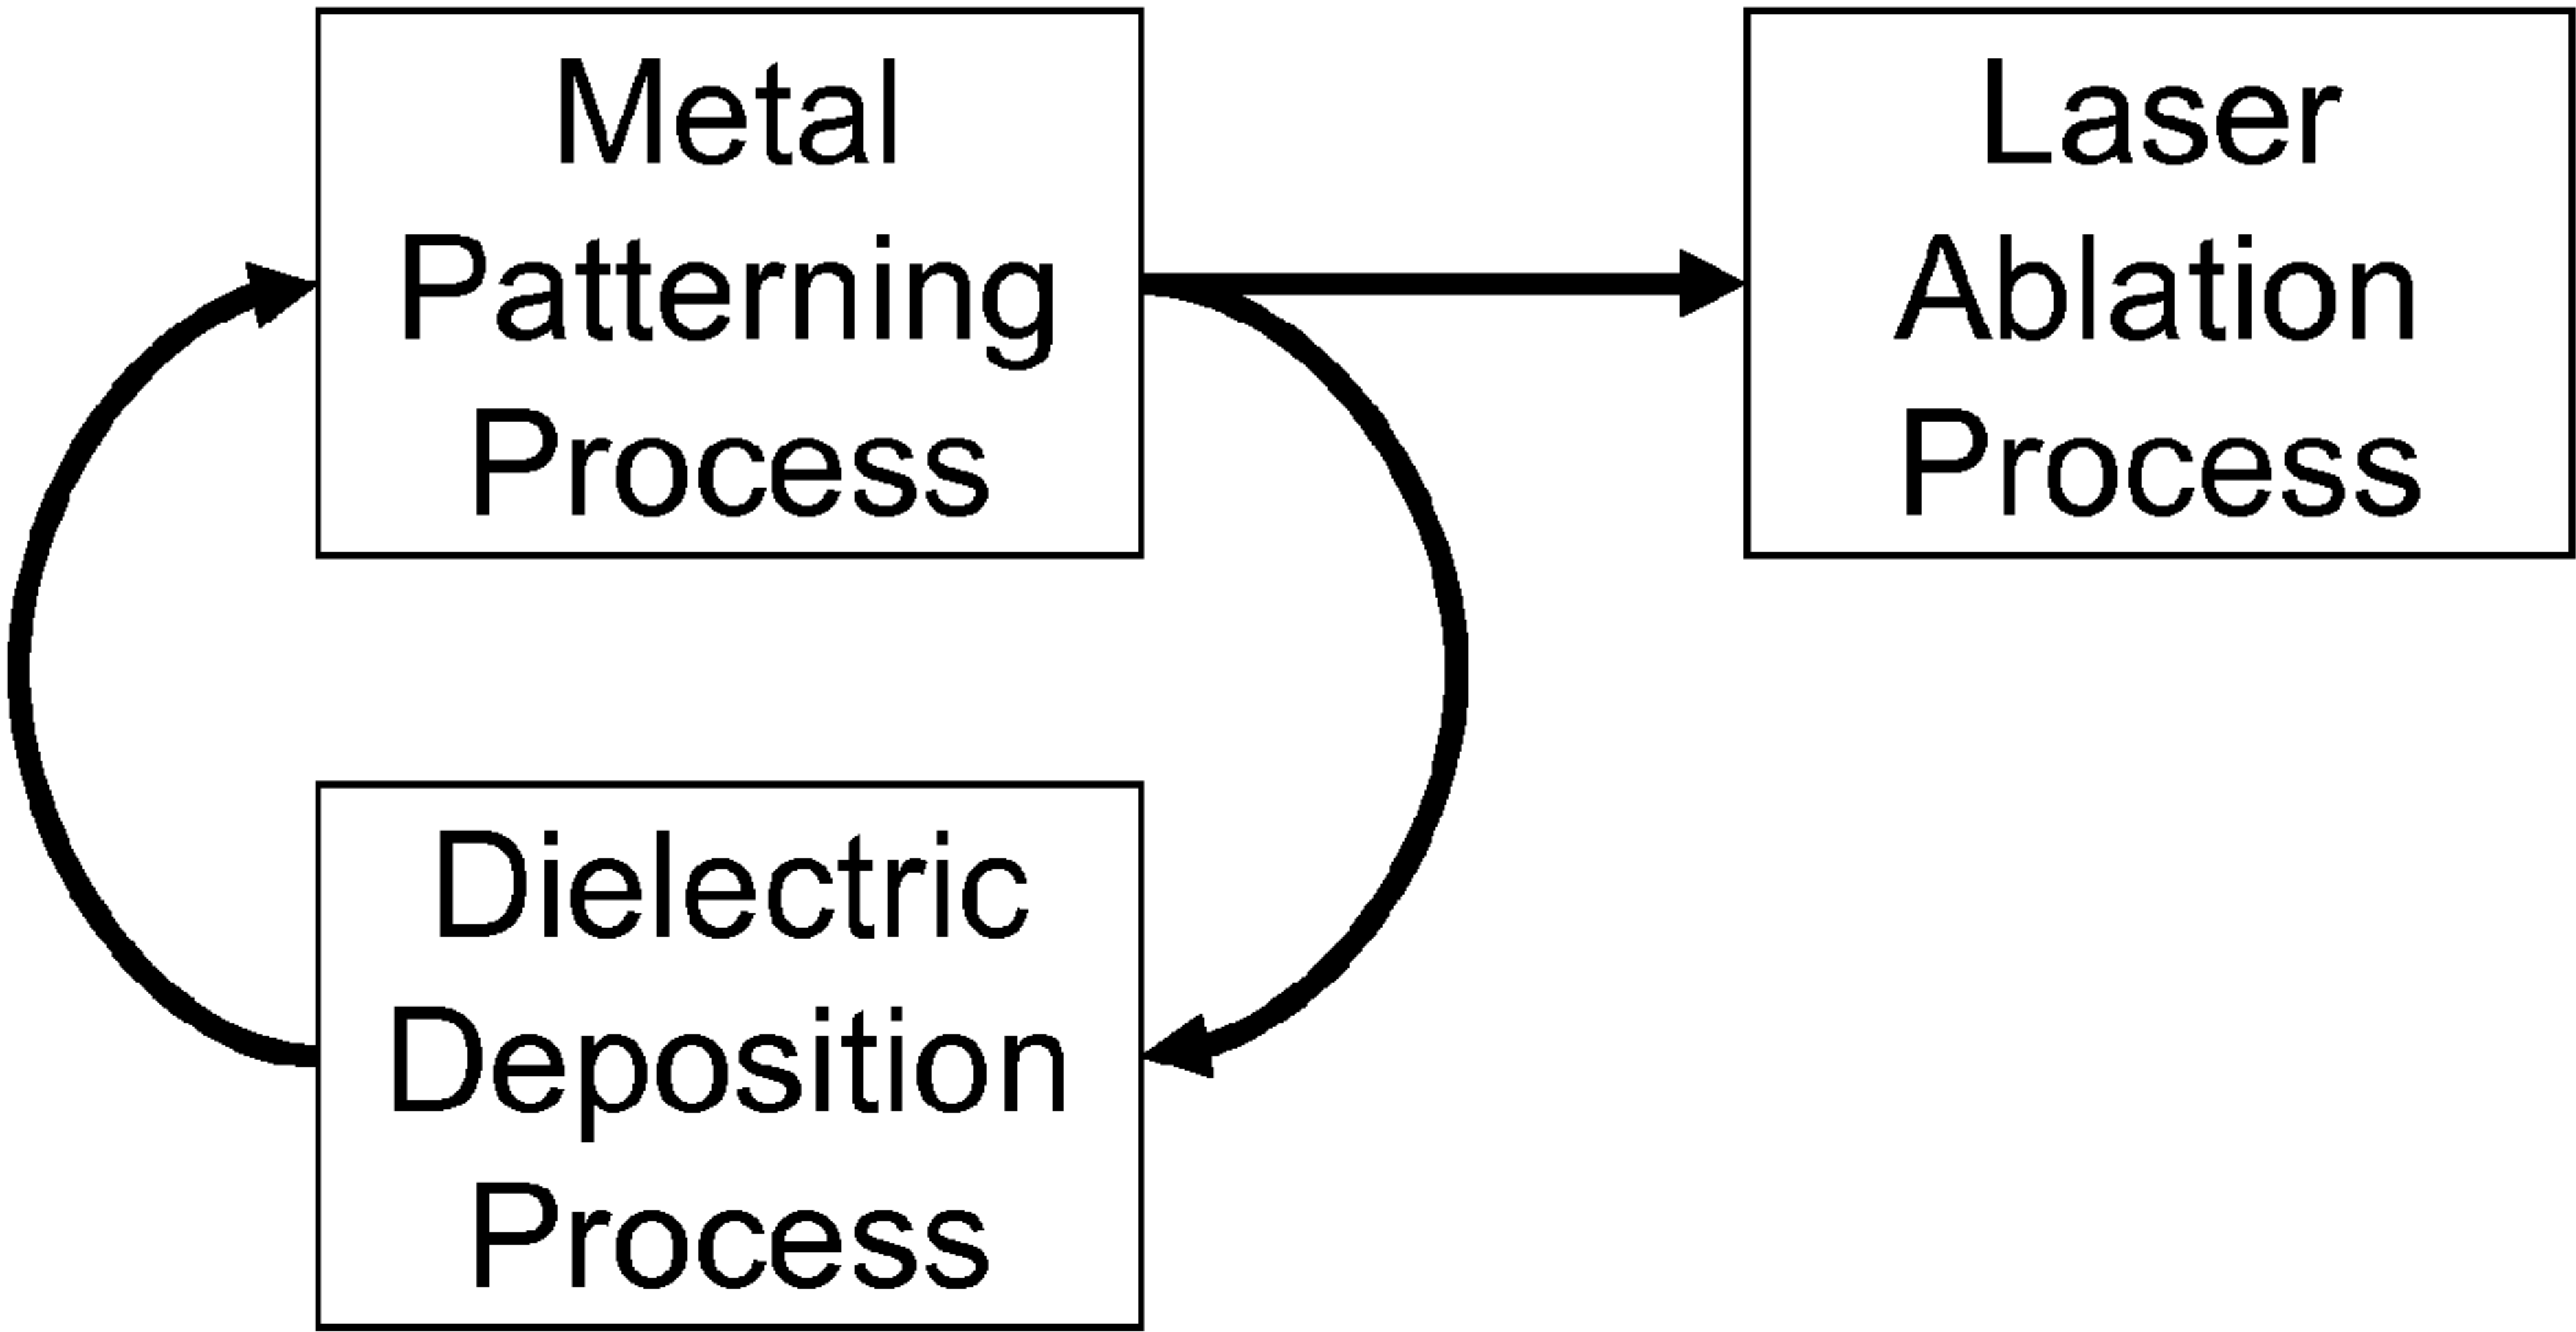 Metal
Patterning
Process
Laser
Ablation
Process
Dielectric
Deposition
Process